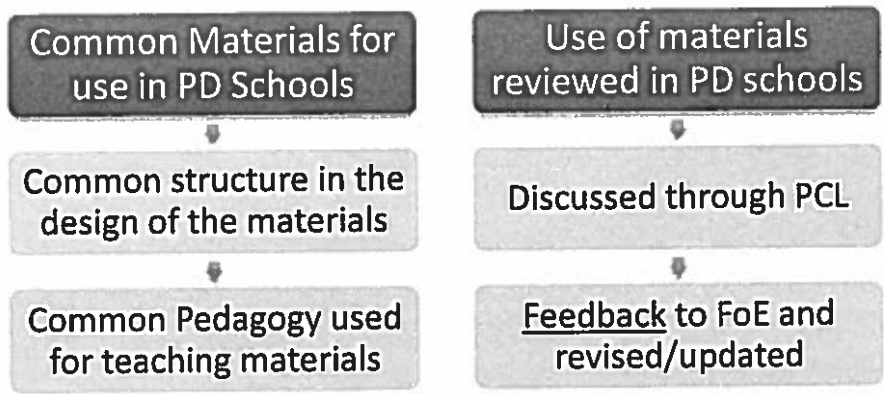 Common Materials for
use in PD Schools
Common structure in the
design of the materials
Common Pedagogy used
for teaching materials
Use of materials
reviewed in PD schools
Discussed through PCL
Feedback to FoE and
revised/updated